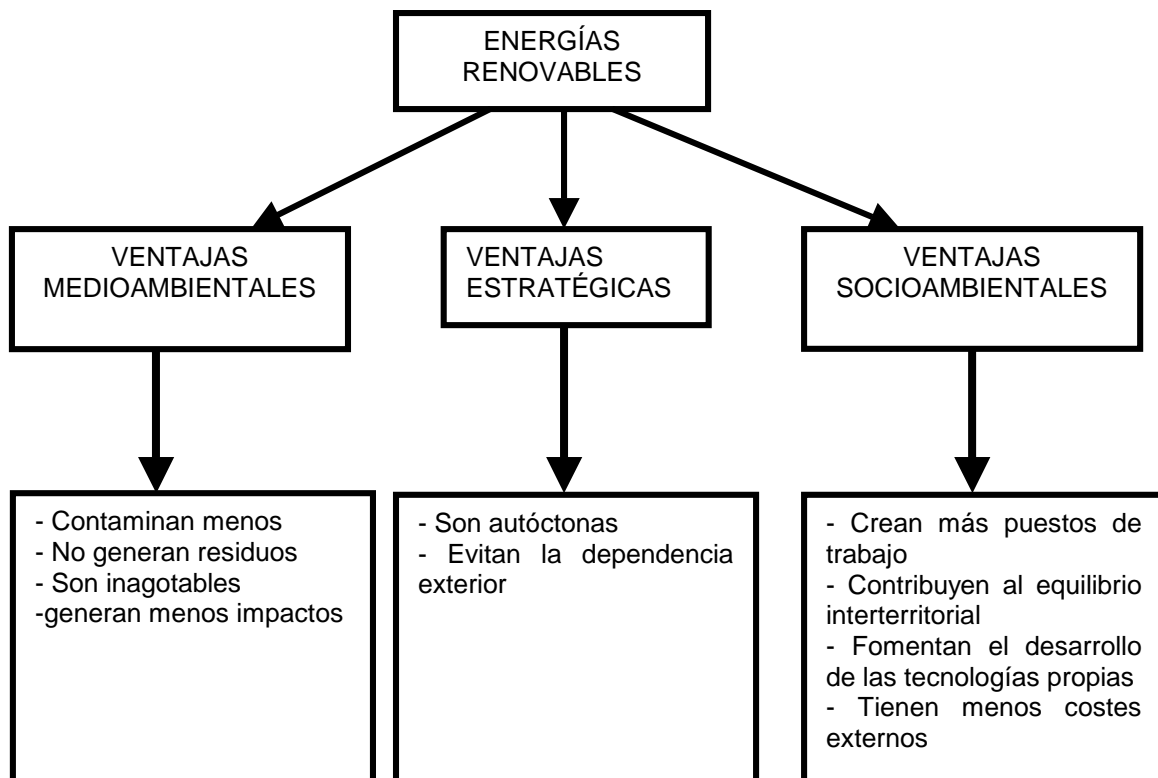 ENERGÍAS
RENOVABLES
VENTAJAS
MEDIOAMBIENTALES
VENTAJAS
ESTRATÉGICAS
VENTAJAS
SOCIOAMBIENTALES
- Contaminan menos
- No generan residuos
- Son inagotables
-generan menos impactos
- Son autóctonas
- Evitan la dependencia
exterior
- Crean más puestos de
trabajo
- Contribuyen al equilibrio
interterritorial
- Fomentan el desarrollo
de las tecnologías propias
- Tienen menos costes
externos